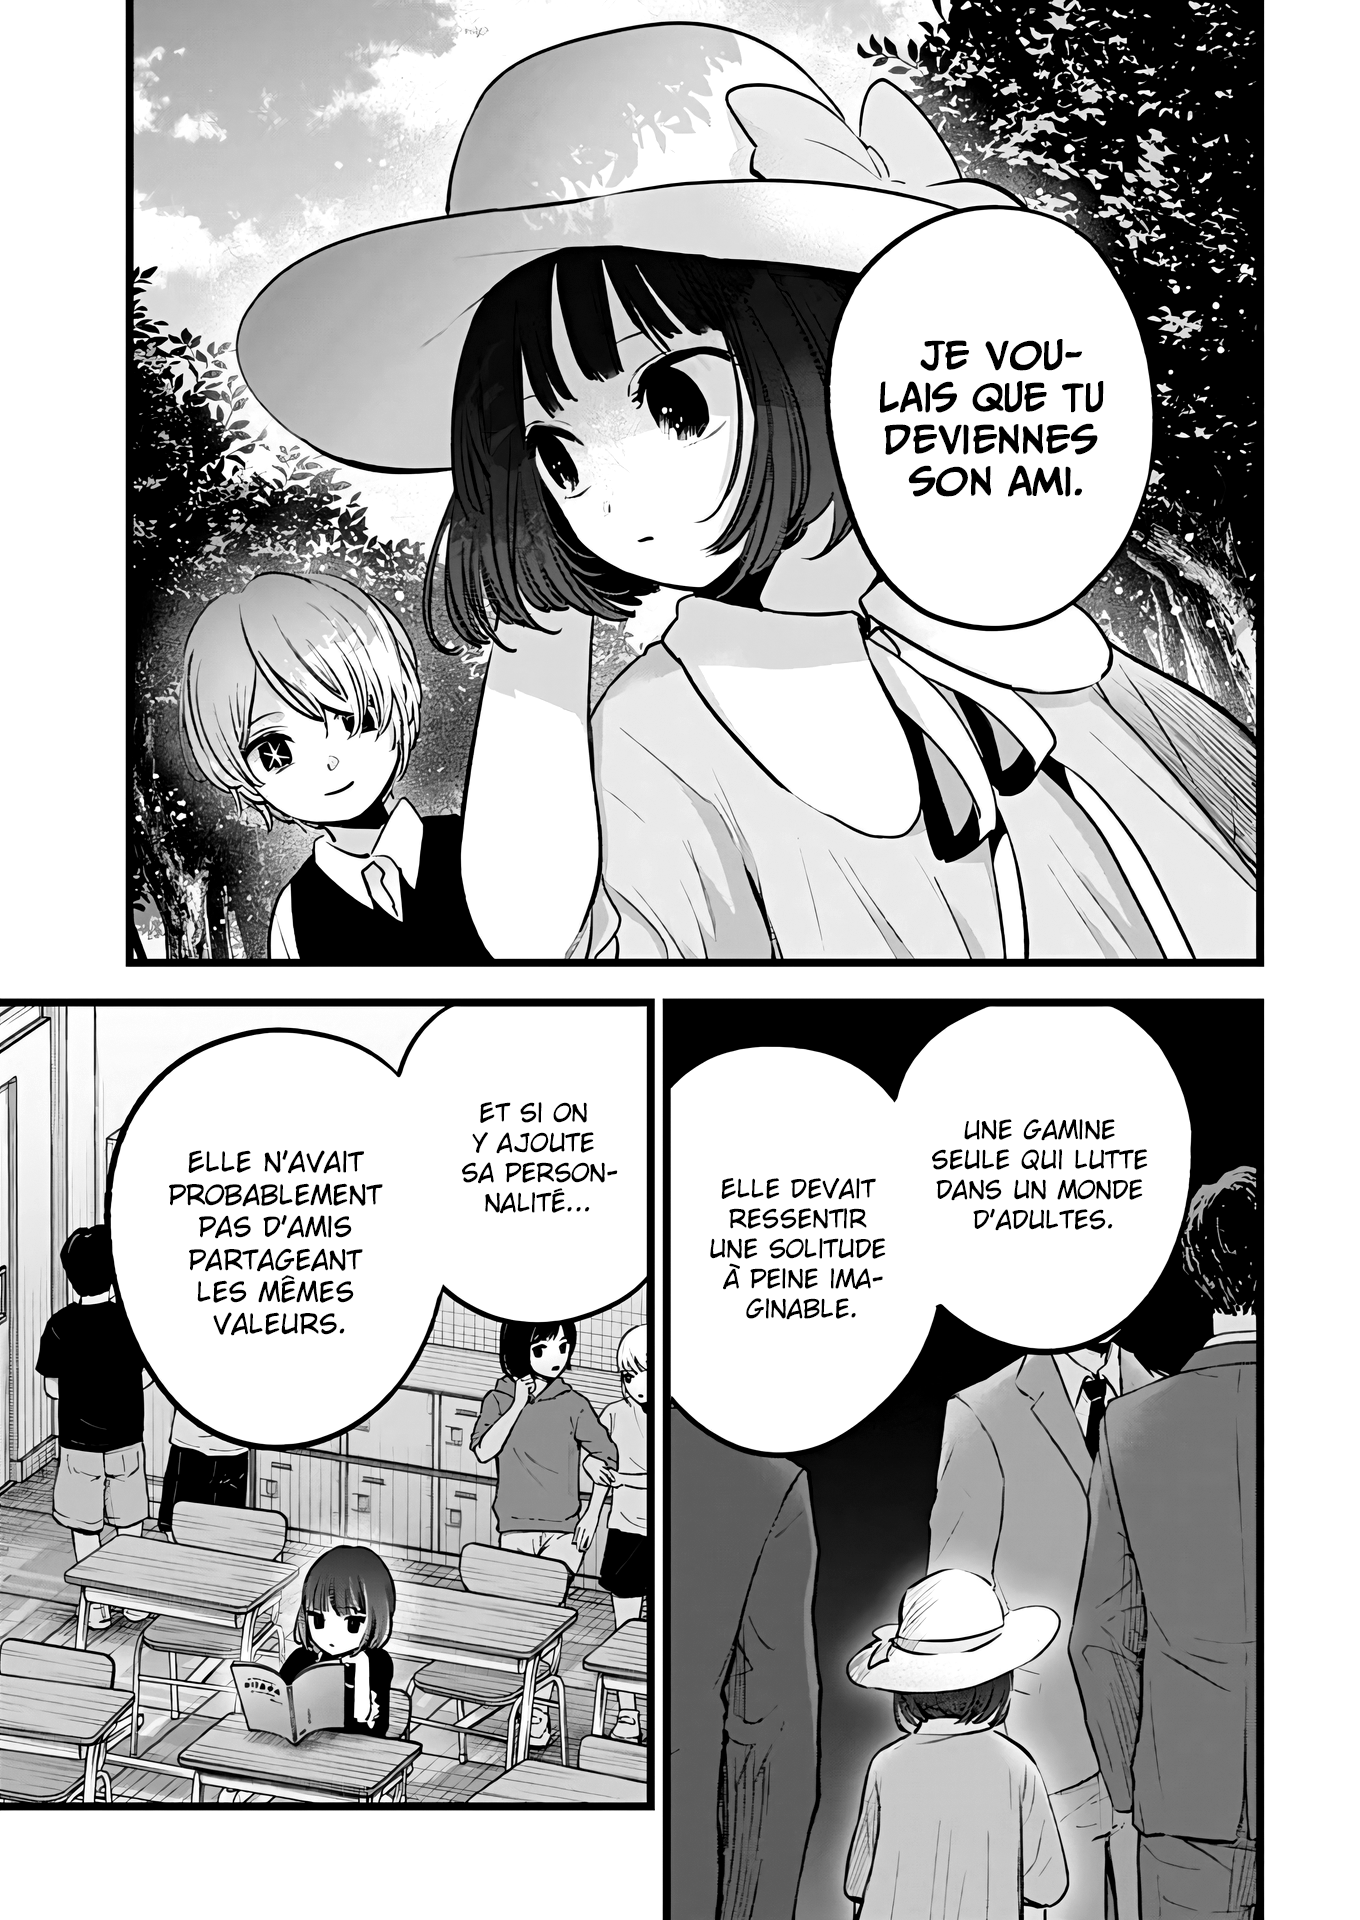 JE VOU-
LAIS QUE TU
DEVIENNES
SON AMI.
UNE GAMINE
SEULE QUI LUTTE
DANS UN MONDE
D'ADULTES.
ELLE DEVAIT
RESSENTIR
UNE SOLITUDE
À PEINE IMA-
GINABLE.
ET SI ON
Y AJOUTE
SA PERSON-
NALITÉ...
ELLE N'AVAIT
PROBABLEMENT
PAS D'AMIS
PARTAGEANT
LES MÊMES
VALEURS.